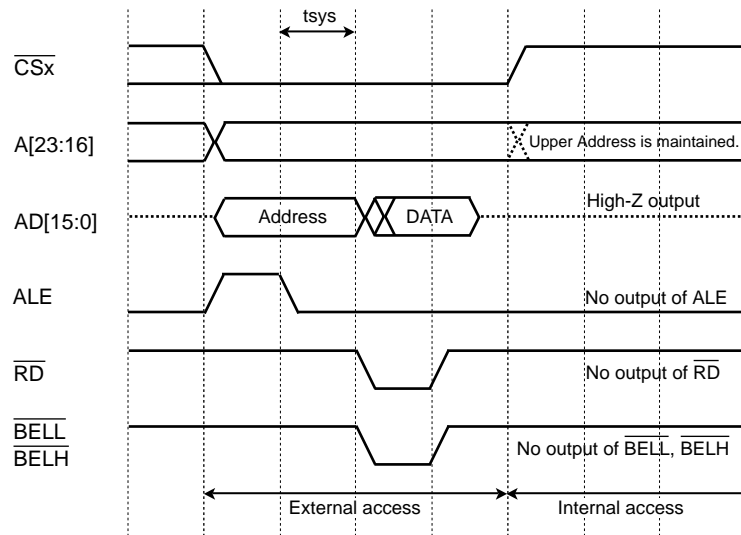 tsys
CSx
A[23:16]
Upper Address is maintained.
AD[15:0]
Address
DATA
High-Z output
ALE
No output of ALE
RD
No output of RD
BELL
BELH
No output of BELL, BELH
External access
Internal access